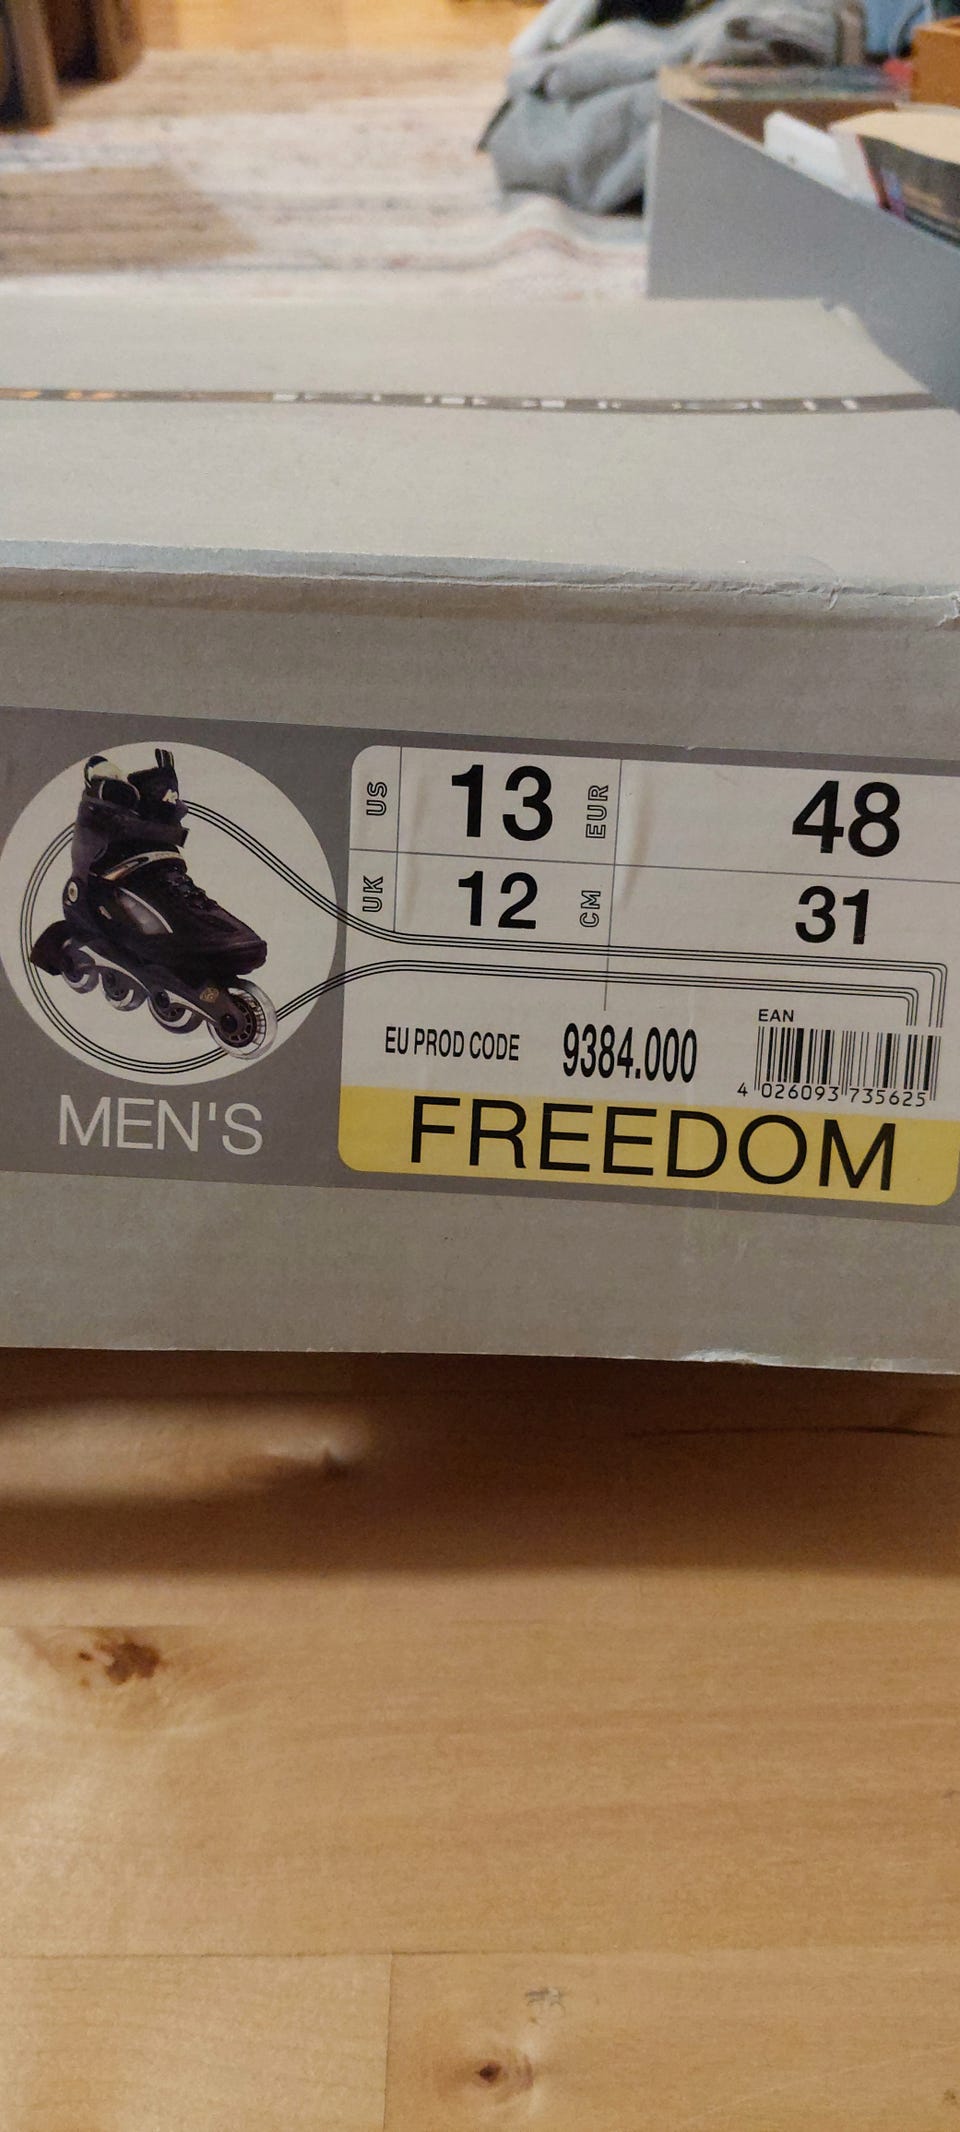 US 13 EUR 48
UK 12 CM 31
EAN
EU PROD CODE 9384.000
4 026093 735625
MEN'S
FREEDOM